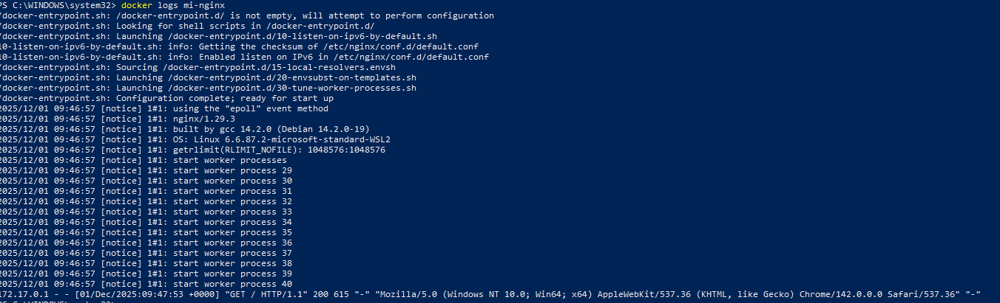 PS C:\WINDOWS\system32> docker logs mi-nginx
/docker-entrypoint.sh: /docker-entrypoint.d/ is not empty, will attempt to perform configuration
/docker-entrypoint.sh: Looking for shell scripts in /docker-entrypoint.d/
/docker-entrypoint.sh: Launching /docker-entrypoint.d/10-listen-on-ipv6-by-default.sh
10-listen-on-ipv6-by-default.sh: info: Getting the checksum of /etc/nginx/conf.d/default.conf
10-listen-on-ipv6-by-default.sh: info: Enabled listen on IPv6 in /etc/nginx/conf.d/default.conf
/docker-entrypoint.sh: Sourcing /docker-entrypoint.d/15-local-resolvers.envsh
/docker-entrypoint.sh: Launching /docker-entrypoint.d/20-envsubst-on-templates.sh
/docker-entrypoint.sh: Launching /docker-entrypoint.d/30-tune-worker-processes.sh
/docker-entrypoint.sh: Configuration complete; ready for start up
2025/12/01 09:46:57 [notice] 1#1: using the "epoll" event method
2025/12/01 09:46:57 [notice] 1#1: nginx/1.29.3
2025/12/01 09:46:57 [notice] 1#1: built by gcc 14.2.0 (Debian 14.2.0-19)
2025/12/01 09:46:57 [notice] 1#1: OS: Linux 6.6.87.2-microsoft-standard-WSL2
2025/12/01 09:46:57 [notice] 1#1: getrlimit(RLIMIT_NOFILE): 1048576:1048576
2025/12/01 09:46:57 [notice] 1#1: start worker processes
2025/12/01 09:46:57 [notice] 1#1: start worker process 29
2025/12/01 09:46:57 [notice] 1#1: start worker process 30
2025/12/01 09:46:57 [notice] 1#1: start worker process 31
2025/12/01 09:46:57 [notice] 1#1: start worker process 32
2025/12/01 09:46:57 [notice] 1#1: start worker process 33
2025/12/01 09:46:57 [notice] 1#1: start worker process 34
2025/12/01 09:46:57 [notice] 1#1: start worker process 35
2025/12/01 09:46:57 [notice] 1#1: start worker process 36
2025/12/01 09:46:57 [notice] 1#1: start worker process 37
2025/12/01 09:46:57 [notice] 1#1: start worker process 38
2025/12/01 09:46:57 [notice] 1#1: start worker process 39
2025/12/01 09:46:57 [notice] 1#1: start worker process 40
172.17.0.1 - - [01/Dec/2025:09:47:53 +0000] "GET / HTTP/1.1" 200 615 "-" "Mozilla/5.0 (Windows NT 10.0; Win64; x64) AppleWebKit/537.36 (KHTML, like Gecko) Chrome/142.0.0.0 Safari/537.36" "-"